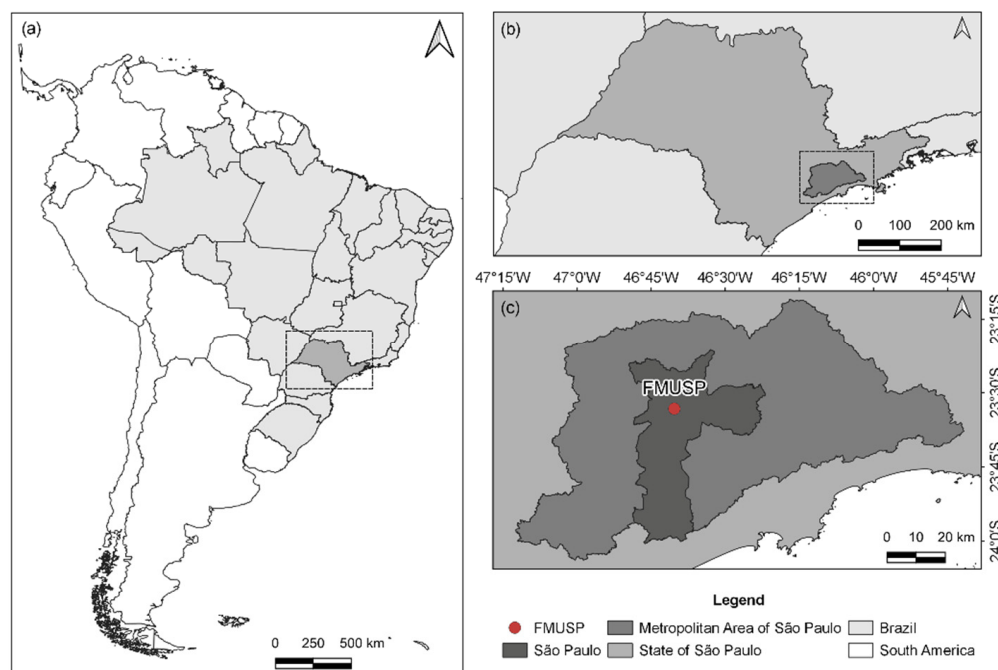 (a)
0 250 500 km
(b)
0 100 200 km
47°15'W 47°0'W 46°45'W 46°30'W 46°15'W 46°0'W 45°45'W
(c)
FMUSP
23°15'S
23°30'S
23°45'S
24°0'S
0 10 20 km
Legend
FMUSP Metropolitan Area of São Paulo Brazil
São Paulo State of São Paulo South America